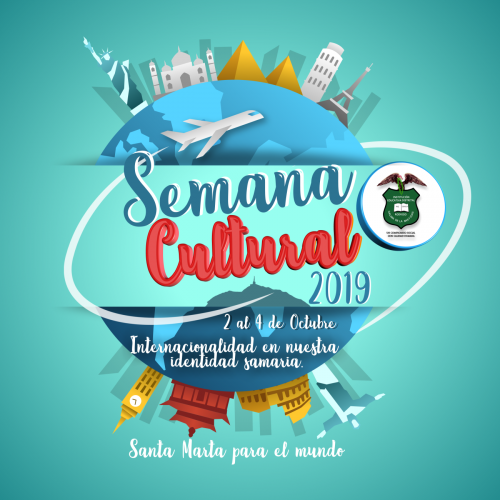 Semana
Cultural
2019
2 al 4 de Octubre
Internacionalidad en nuestra
identidad samaria.
Santa Marta para el mundo